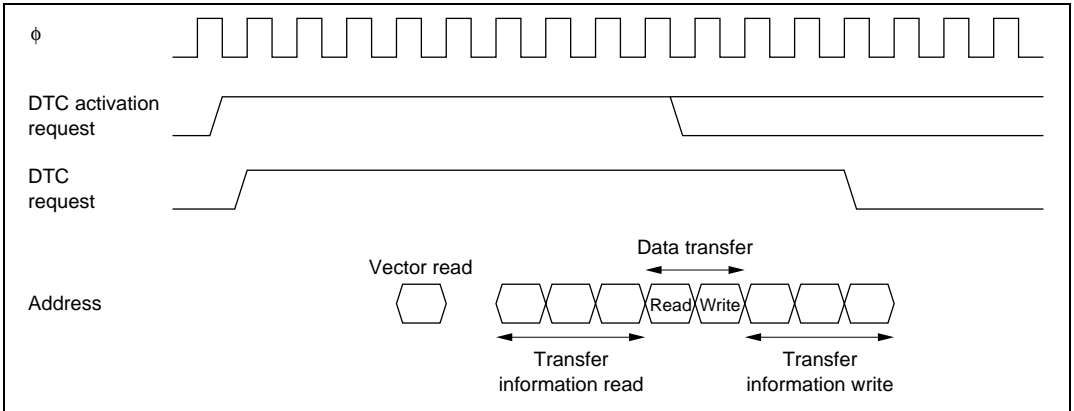 ϕ
DTC activation
request
DTC
request
Data transfer
Vector read
Address
Read Write
Transfer
information read
Transfer
information write